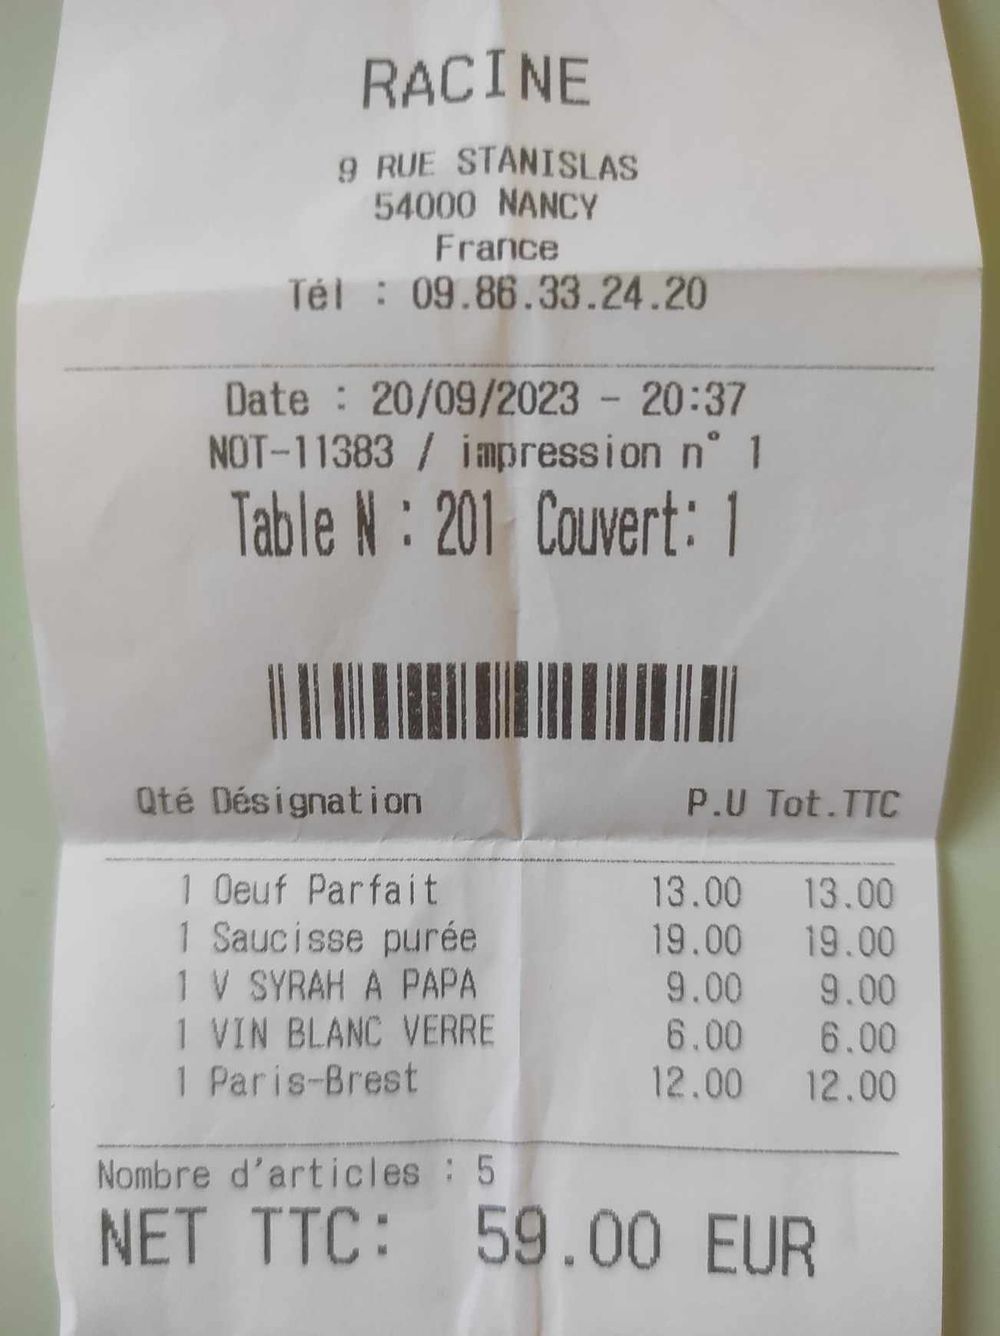 RACINE
9 RUE STANISLAS
54000 NANCY
France
Tél : 09.86.33.24.20
Date : 20/09/2023 - 20:37
NOT-11383 / impression n° 1
Table N : 201 Couvert: 1
Qté Désignation P.U Tot.TTC
1 Oeuf Parfait 13.00 13.00
1 Saucisse purée 19.00 19.00
1 V SYRAH A PAPA 9.00 9.00
1 VIN BLANC VERRE 6.00 6.00
1 Paris-Brest 12.00 12.00
Nombre d'articles : 5
NET TTC: 59.00 EUR